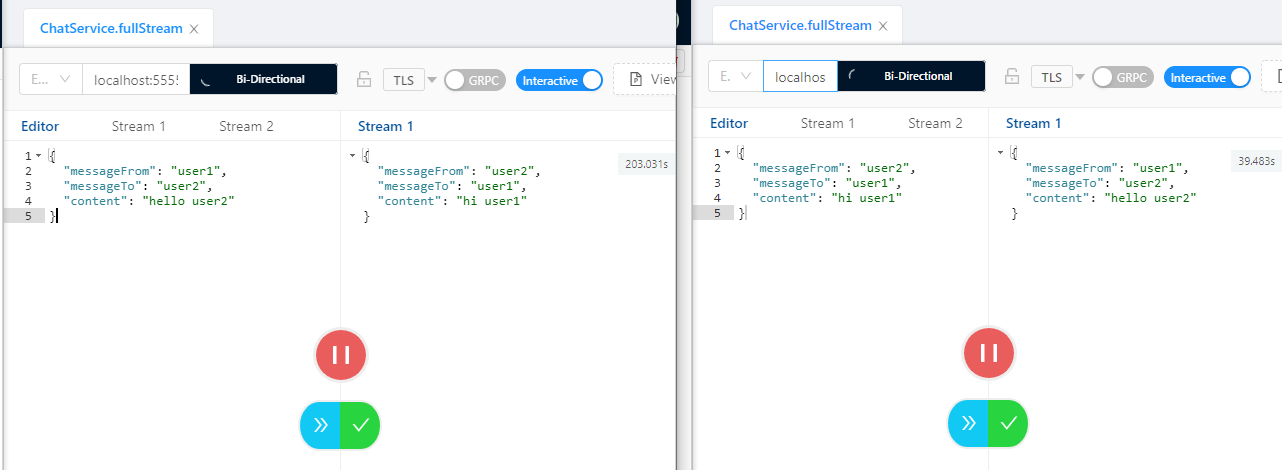 ChatService.fullStream
E...
localhost:5555
Bi-Directional
TLS
GRPC
Interactive
View
Editor
Stream 1
Stream 2
Stream 1
1
{
2
"messageFrom": "user1",
3
"messageTo": "user2",
4
"content": "hello user2"
5
}
{
"messageFrom": "user2",
"messageTo": "user1",
"content": "hi user1"
}
203.031s
ChatService.fullStream
E.
localhos
Bi-Directional
TLS
GRPC
Interactive
Editor
Stream 1
Stream 2
Stream 1
1
{
2
"messageFrom": "user2",
3
"messageTo": "user1",
4
"content": "hi user1"
5
}
{
"messageFrom": "user1",
"messageTo": "user2",
"content": "hello user2"
}
39.483s